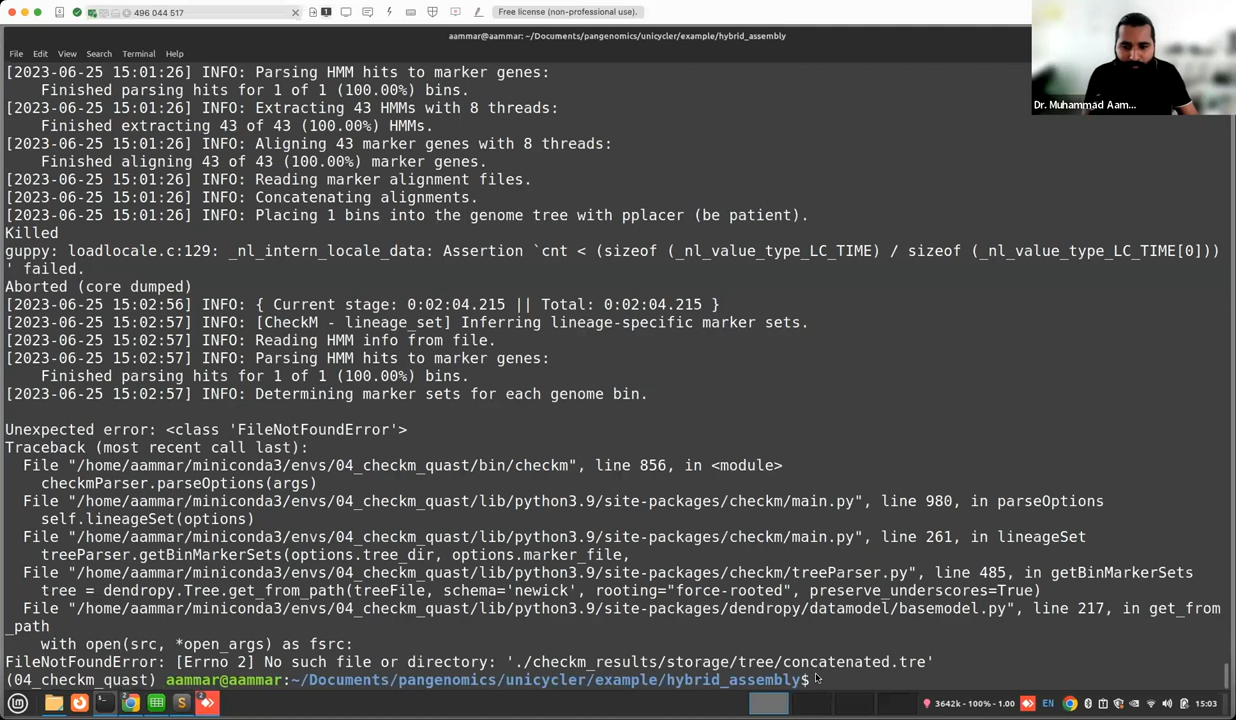 496 044 517
Free license (non-professional use).
aammar@aammar: ~/Documents/pangenomics/unicycler/example/hybrid_assembly
File Edit View Search Terminal Help
[2023-06-25 15:01:26] INFO: Parsing HMM hits to marker genes:
Finished parsing hits for 1 of 1 (100.00%) bins.
[2023-06-25 15:01:26] INFO: Extracting 43 HMMs with 8 threads:
Finished extracting 43 of 43 (100.00%) HMMs.
[2023-06-25 15:01:26] INFO: Aligning 43 marker genes with 8 threads:
Finished aligning 43 of 43 (100.00%) marker genes.
[2023-06-25 15:01:26] INFO: Reading marker alignment files.
[2023-06-25 15:01:26] INFO: Concatenating alignments.
[2023-06-25 15:01:26] INFO: Placing 1 bins into the genome tree with pplacer (be patient).
Killed
guppy: loadlocale.c:129: _nl_intern_locale_data: Assertion `cnt < (sizeof (_nl_value_type_LC_TIME) / sizeof (_nl_value_type_LC_TIME[0]))
' failed.
Aborted (core dumped)
[2023-06-25 15:02:56] INFO: { Current stage: 0:02:04.215 || Total: 0:02:04.215 }
[2023-06-25 15:02:57] INFO: [CheckM - lineage_set] Inferring lineage-specific marker sets.
[2023-06-25 15:02:57] INFO: Reading HMM info from file.
[2023-06-25 15:02:57] INFO: Parsing HMM hits to marker genes:
Finished parsing hits for 1 of 1 (100.00%) bins.
[2023-06-25 15:02:57] INFO: Determining marker sets for each genome bin.
Unexpected error: <class 'FileNotFoundError'>
Traceback (most recent call last):
File "/home/aammar/miniconda3/envs/04_checkm_quast/bin/checkm", line 856, in <module>
checkmParser.parseOptions(args)
File "/home/aammar/miniconda3/envs/04_checkm_quast/lib/python3.9/site-packages/checkm/main.py", line 980, in parseOptions
self.lineageSet(options)
File "/home/aammar/miniconda3/envs/04_checkm_quast/lib/python3.9/site-packages/checkm/main.py", line 261, in lineageSet
treeParser.getBinMarkerSets(options.tree_dir, options.marker_file,
File "/home/aammar/miniconda3/envs/04_checkm_quast/lib/python3.9/site-packages/checkm/treeParser.py", line 485, in getBinMarkerSets
tree = dendropy.Tree.get_from_path(treeFile, schema='newick', rooting="force-rooted", preserve_underscores=True)
File "/home/aammar/miniconda3/envs/04_checkm_quast/lib/python3.9/site-packages/dendropy/datamodel/basemodel.py", line 217, in get_from
_path
with open(src, *open_args) as fsrc:
FileNotFoundError: [Errno 2] No such file or directory: './checkm_results/storage/tree/concatenated.tre'
(04_checkm_quast) aammar@aammar:~/Documents/pangenomics/unicycler/example/hybrid_assembly$
Dr. Muhammad Aam...
3642k - 100% - 1.00 EN 15:03